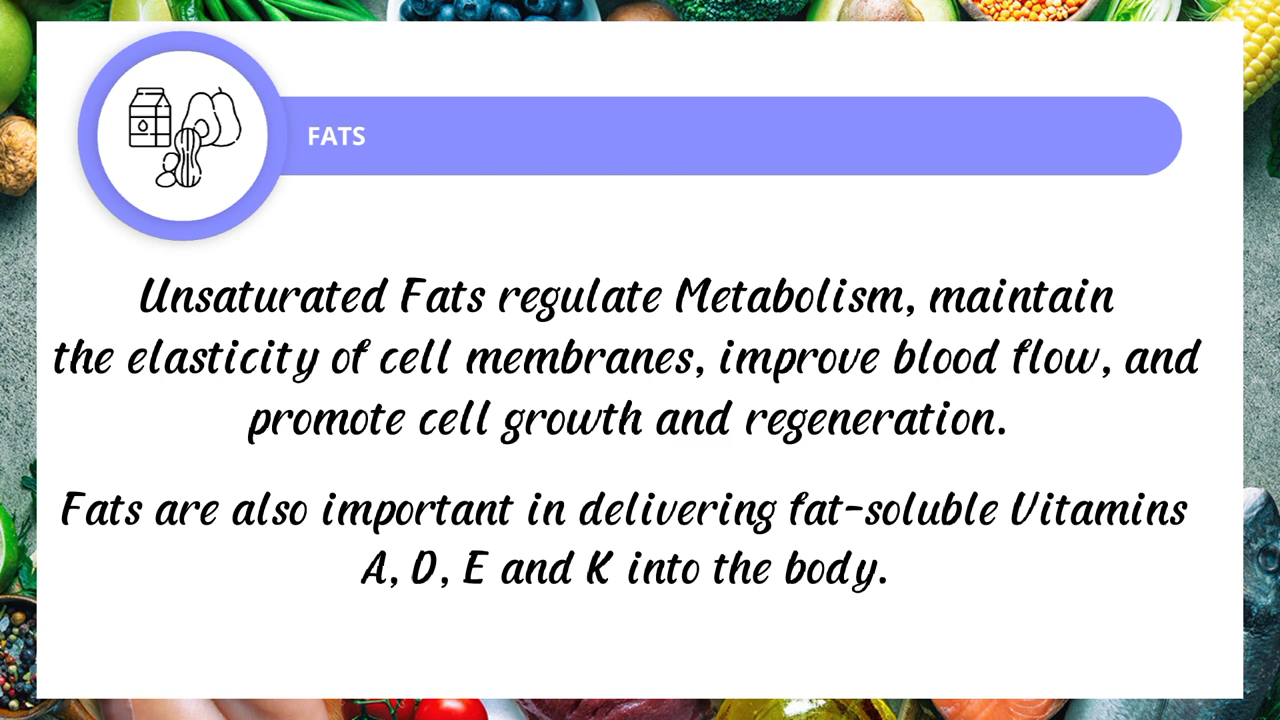 FATS
Unsaturated Fats regulate Metabolism, maintain
the elasticity of cell membranes, improve blood flow, and
promote cell growth and regeneration.
Fats are also important in delivering fat-soluble Vitamins
A, D, E and K into the body.